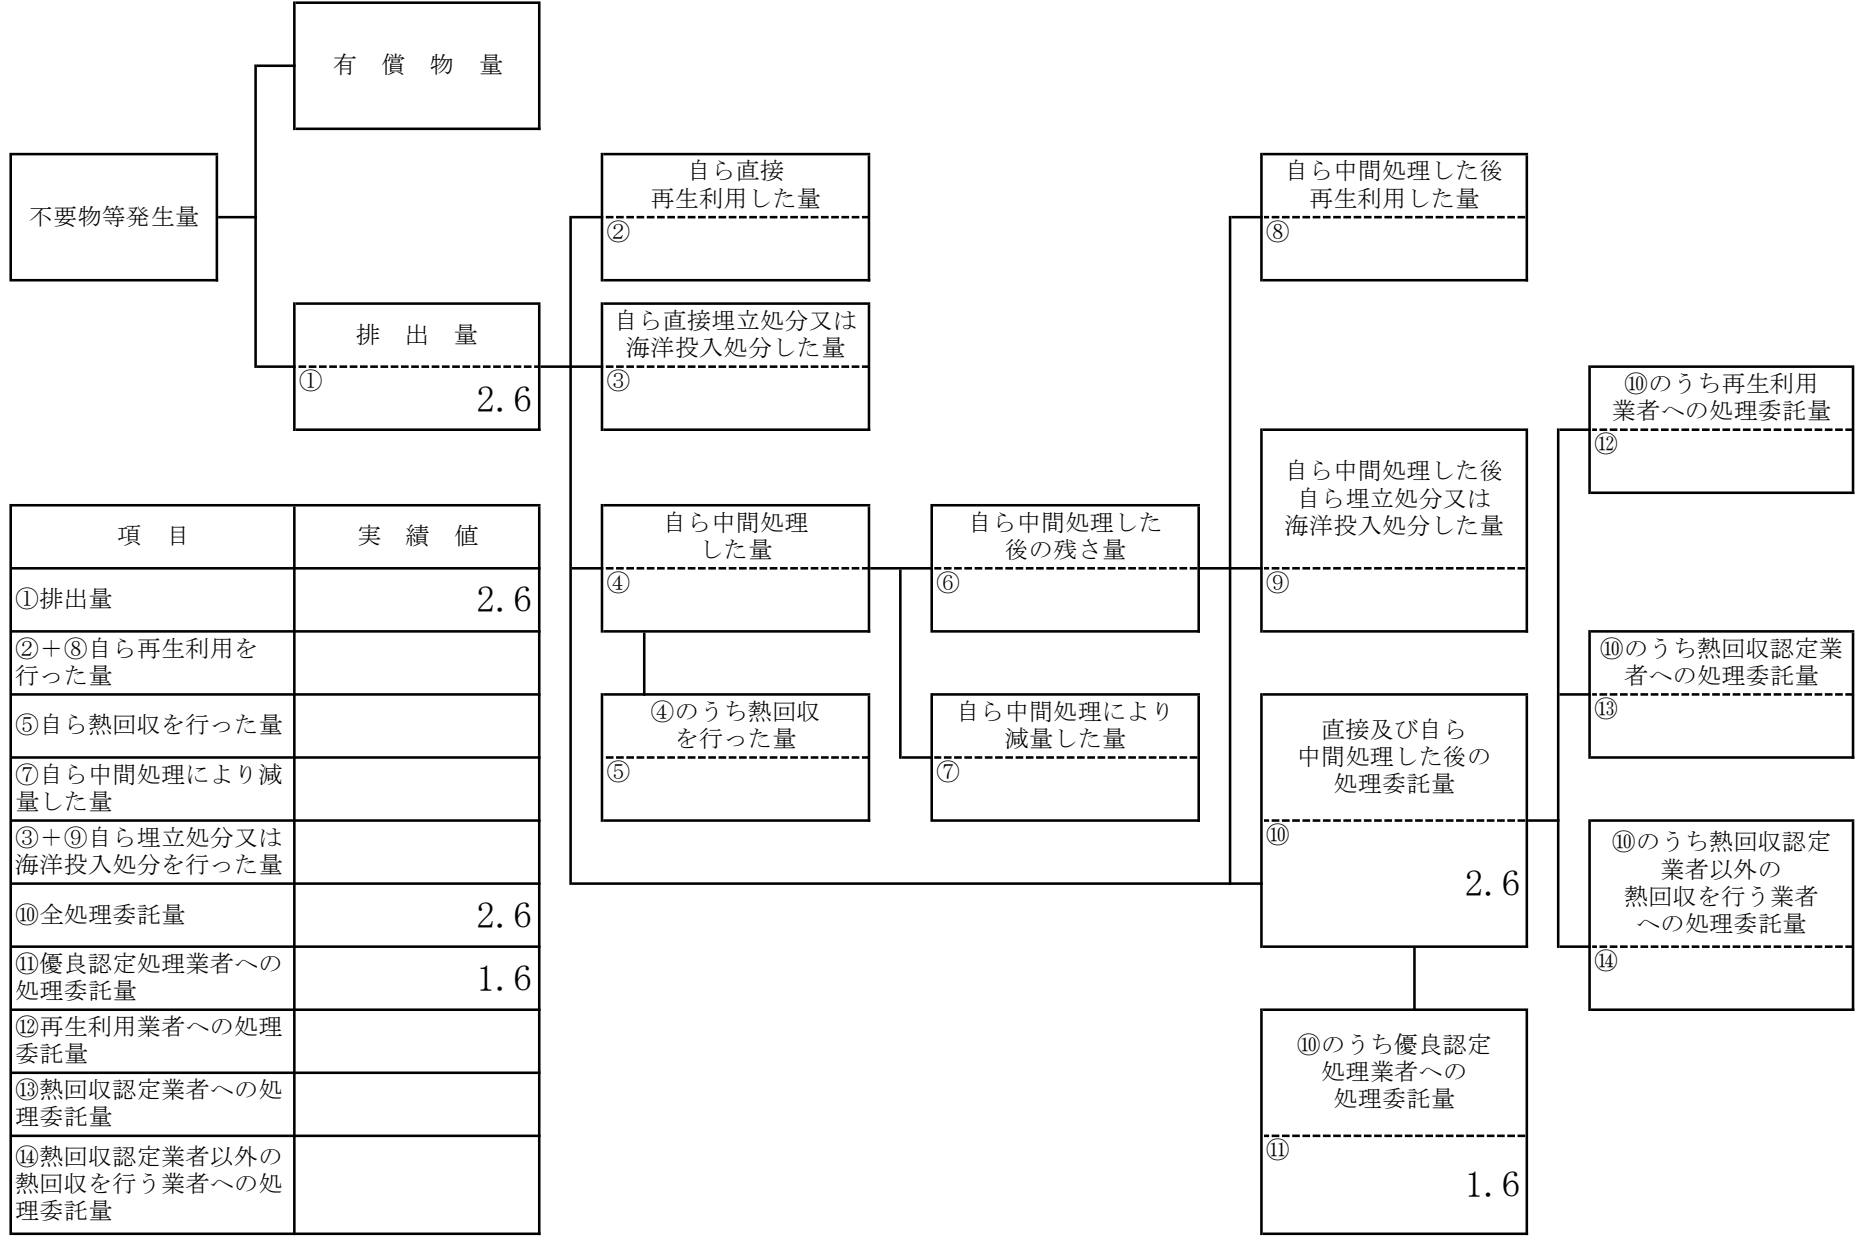 有 償 物 量
不要物等発生量
排 出 量
①
2.6
自ら直接
再生利用した量
②
自ら直接埋立処分又は
海洋投入処分した量
③
自ら中間処理
した量
④
④のうち熱回収
を行った量
⑤
自ら中間処理した
後の残さ量
⑥
自ら中間処理により
減量した量
⑦
自ら中間処理した後
再生利用した量
⑧
自ら中間処理した後
自ら埋立処分又は
海洋投入処分した量
⑨
直接及び自ら
中間処理した後の
処理委託量
⑩
2.6
⑩のうち優良認定
処理業者への
処理委託量
⑪
1.6
⑩のうち再生利用
業者への処理委託量
⑫
⑩のうち熱回収認定業
者への処理委託量
⑬
⑩のうち熱回収認定
業者以外の
熱回収を行う業者
への処理委託量
⑭
項 目 実 績 値
①排出量 2.6
②＋⑧自ら再生利用を
行った量
⑤自ら熱回収を行った量
⑦自ら中間処理により減
量した量
③＋⑨自ら埋立処分又は
海洋投入処分を行った量
⑩全処理委託量 2.6
⑪優良認定処理業者への
処理委託量 1.6
⑫再生利用業者への処理
委託量
⑬熱回収認定業者への処
理委託量
⑭熱回収認定業者以外の
熱回収を行う業者への処
理委託量